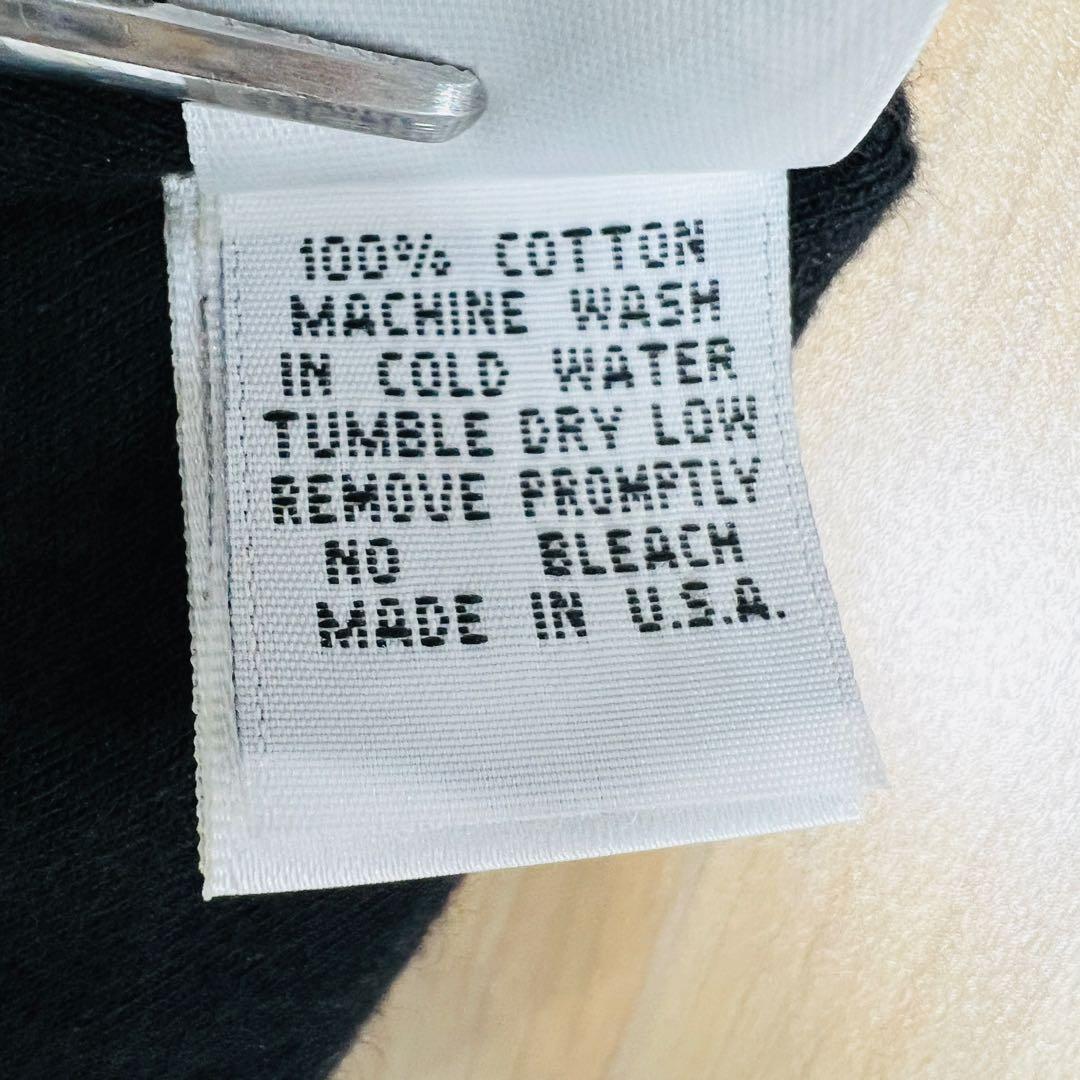 100% COTTON
MACHINE WASH
IN COLD WATER
TUMBLE DRY LOW
REMOVE PROMPTLY
NO BLEACH
MADE IN U.S.A.